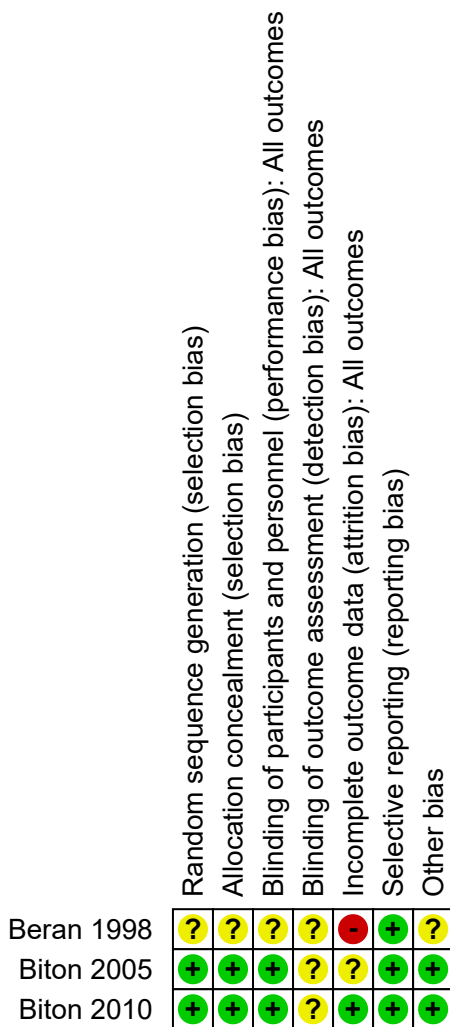 Random sequence generation (selection bias)
Allocation concealment (selection bias)
Blinding of participants and personnel (performance bias): All outcomes
Blinding of outcome assessment (detection bias): All outcomes
Incomplete outcome data (attrition bias): All outcomes
Selective reporting (reporting bias)
Other bias
Beran 1998 ? ? ? ? - + ?
Biton 2005 + + + ? ? + +
Biton 2010 + + + ? + + +